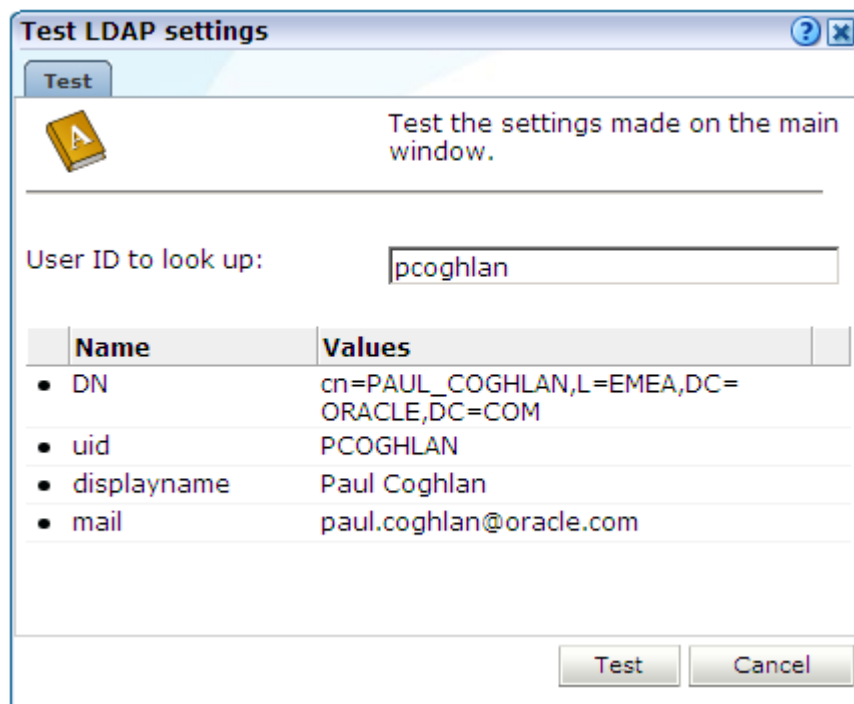 Test LDAP settings
Test
A
Test the settings made on the main
window.
User ID to look up:
pcoghlan
Name Values
DN cn=PAUL_COGHLAN,L=EMEA,DC=
ORACLE,DC=COM
uid PCOGHLAN
displayname Paul Coghlan
mail paul.coghlan@oracle.com
Test Cancel